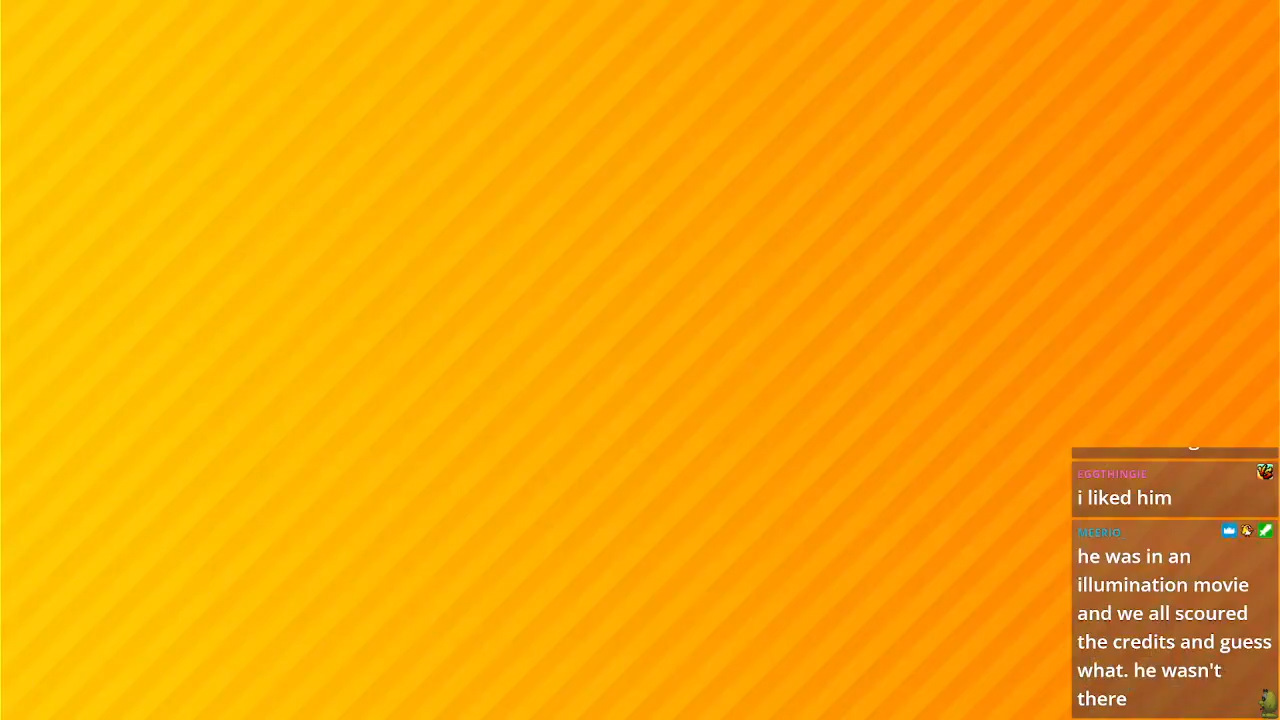 EGGTHINGIE
i liked him
MEERIO
he was in an
illumination movie
and we all scoured
the credits and guess
what. he wasn't
there